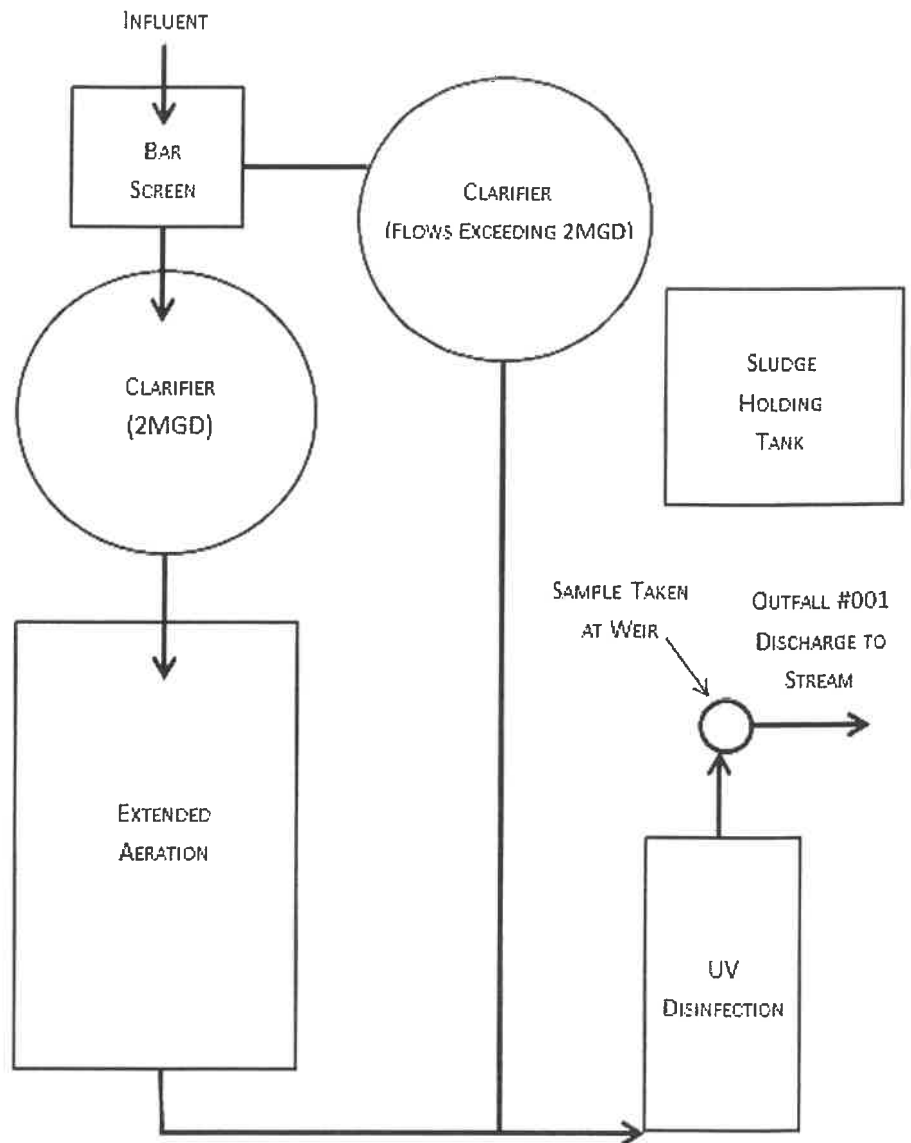 INFLUENT
BAR
SCREEN
CLARIFIER
(FLOWS EXCEEDING 2MGD)
CLARIFIER
(2MGD)
SLUDGE
HOLDING
TANK
SAMPLE TAKEN
AT WEIR
OUTFALL #001
DISCHARGE TO
STREAM
EXTENDED
AERATION
UV
DISINFECTION